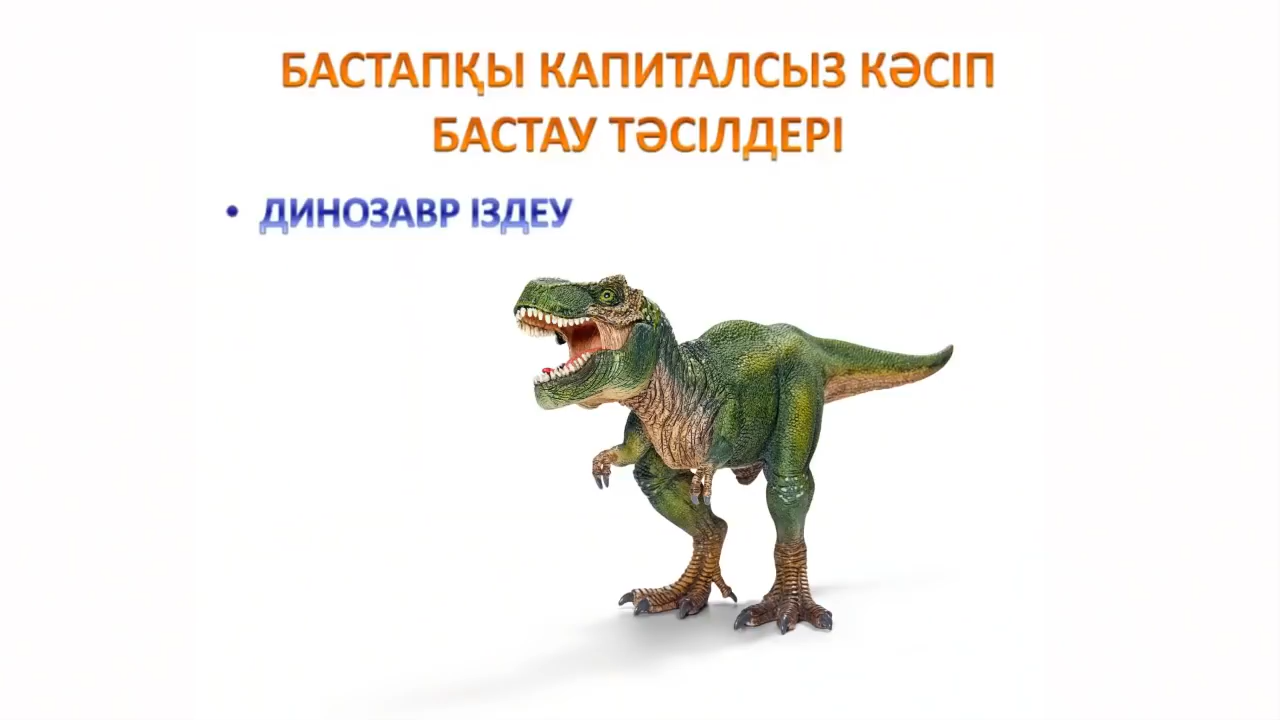 БАСТАПҚЫ КАПИТАЛСЫЗ КӘСІП
БАСТАУ ТӘСІЛДЕРІ
• ДИНОЗАВР ІЗДЕУ